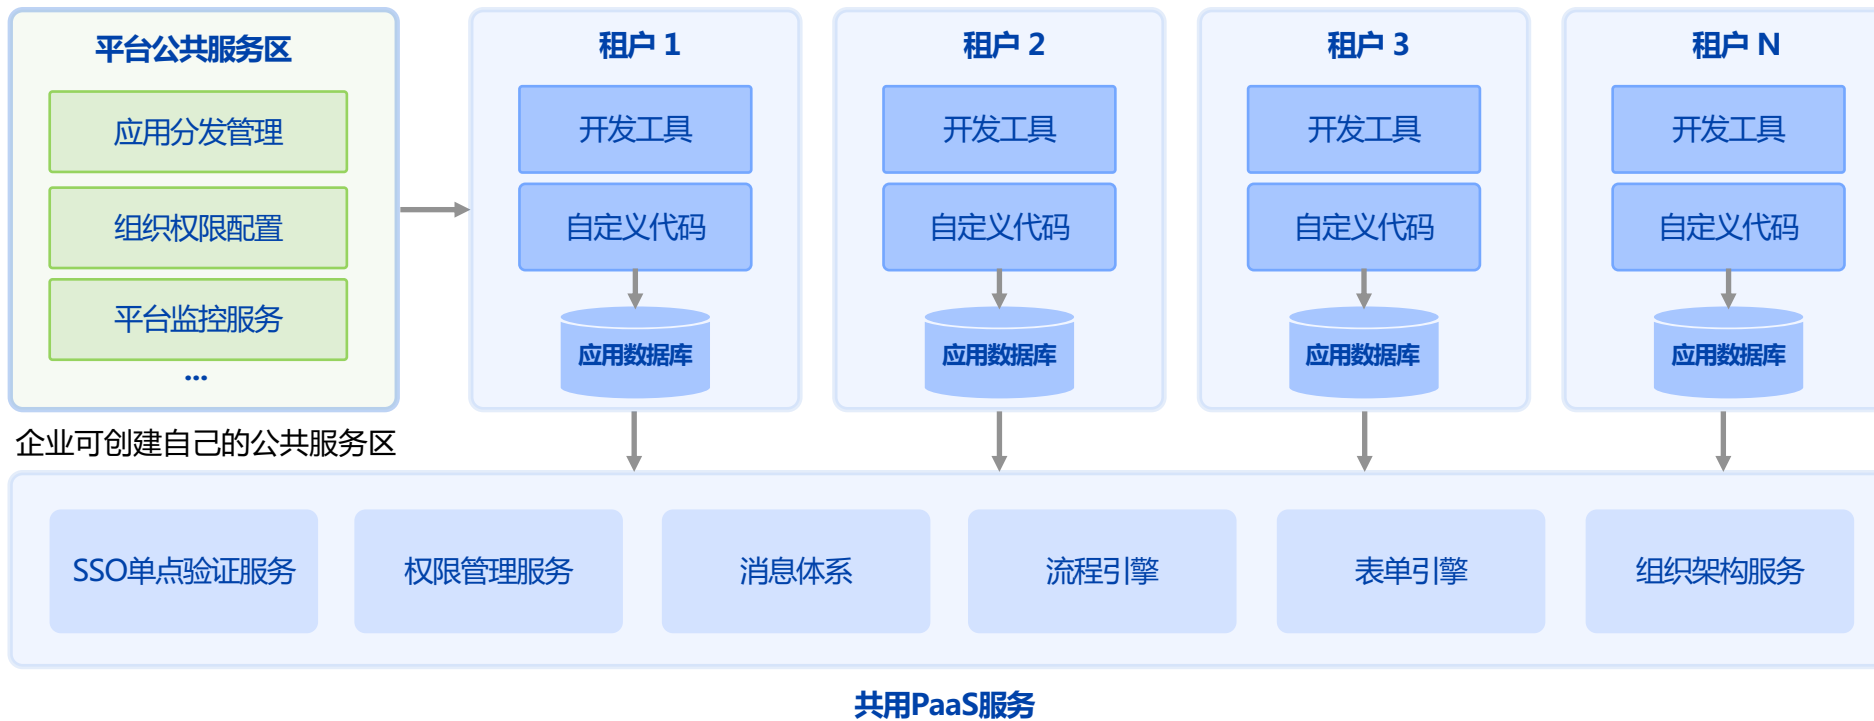 平台公共服务区
应用分发管理
组织权限配置
平台监控服务
...
企业可创建自己的公共服务区
租户 1
开发工具
自定义代码
应用数据库
租户 2
开发工具
自定义代码
应用数据库
租户 3
开发工具
自定义代码
应用数据库
租户 N
开发工具
自定义代码
应用数据库
SSO单点验证服务
权限管理服务
消息体系
流程引擎
表单引擎
组织架构服务
共用PaaS服务